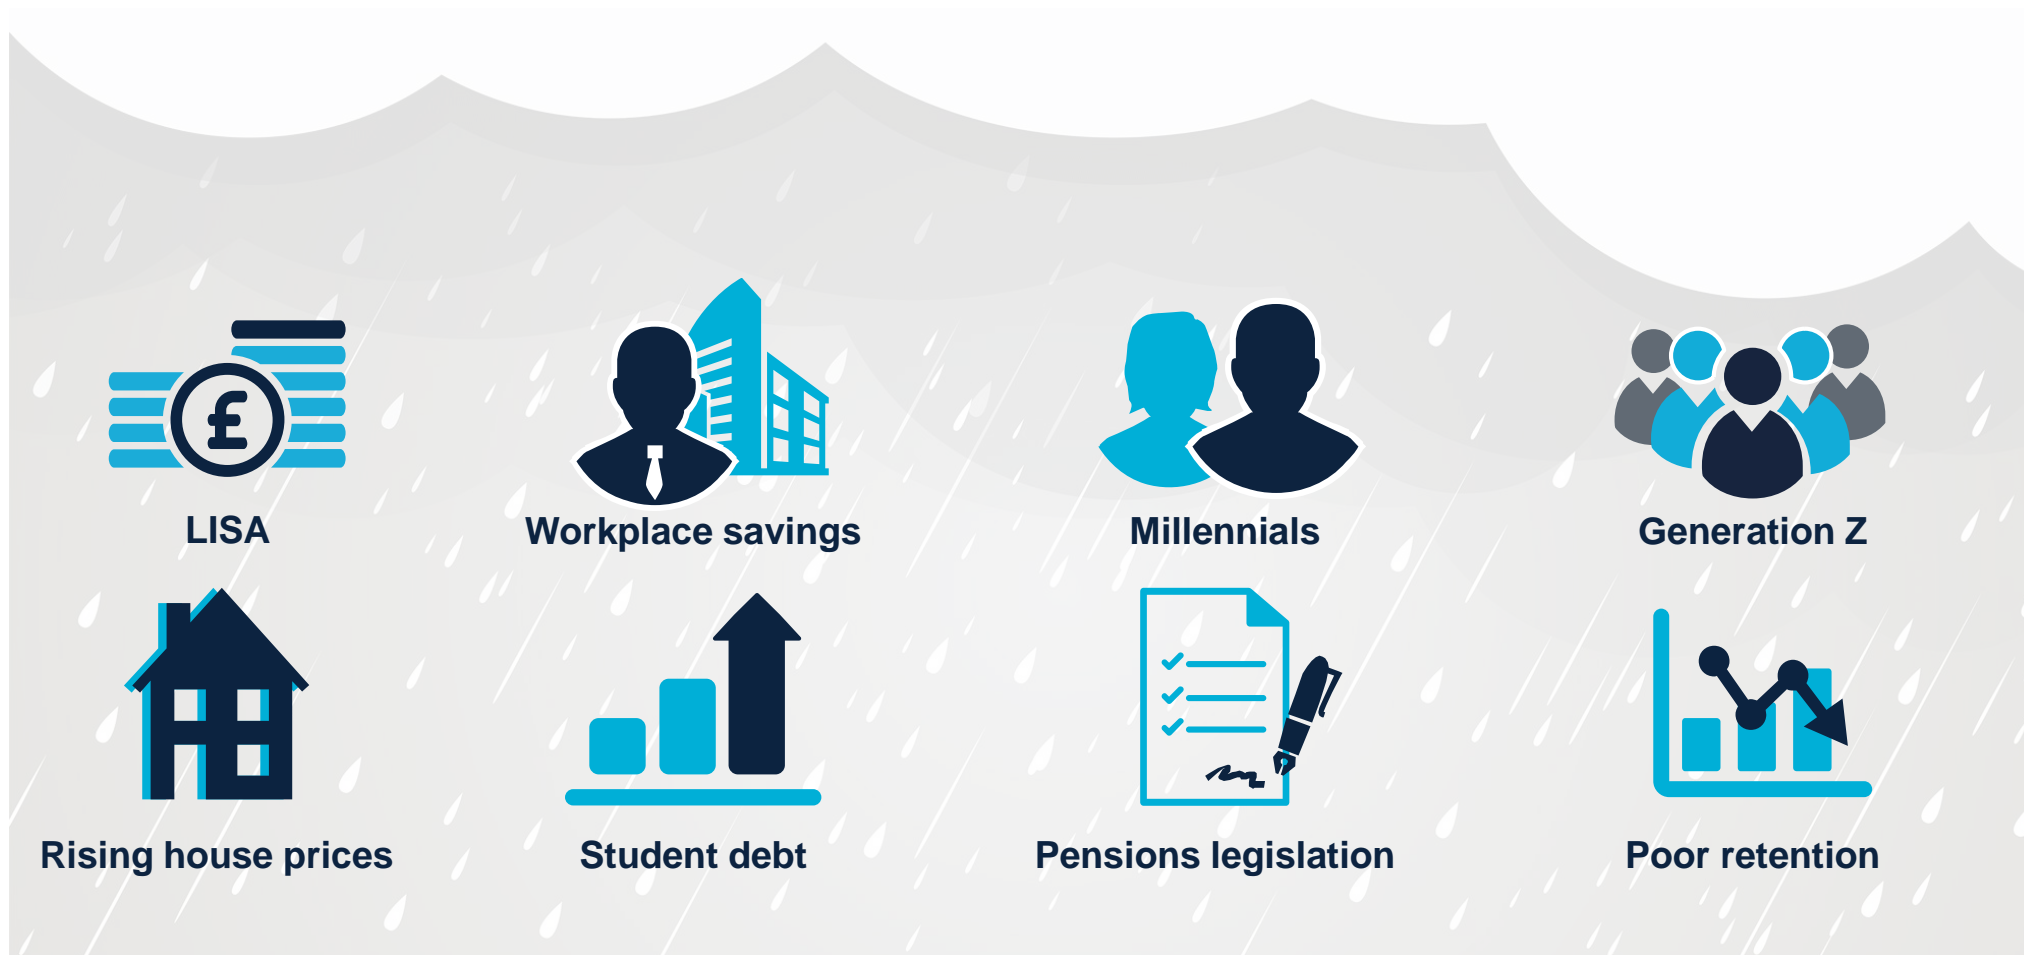 £
LISA
Workplace savings
Millennials
Generation Z
Rising house prices
Student debt
Pensions legislation
Poor retention